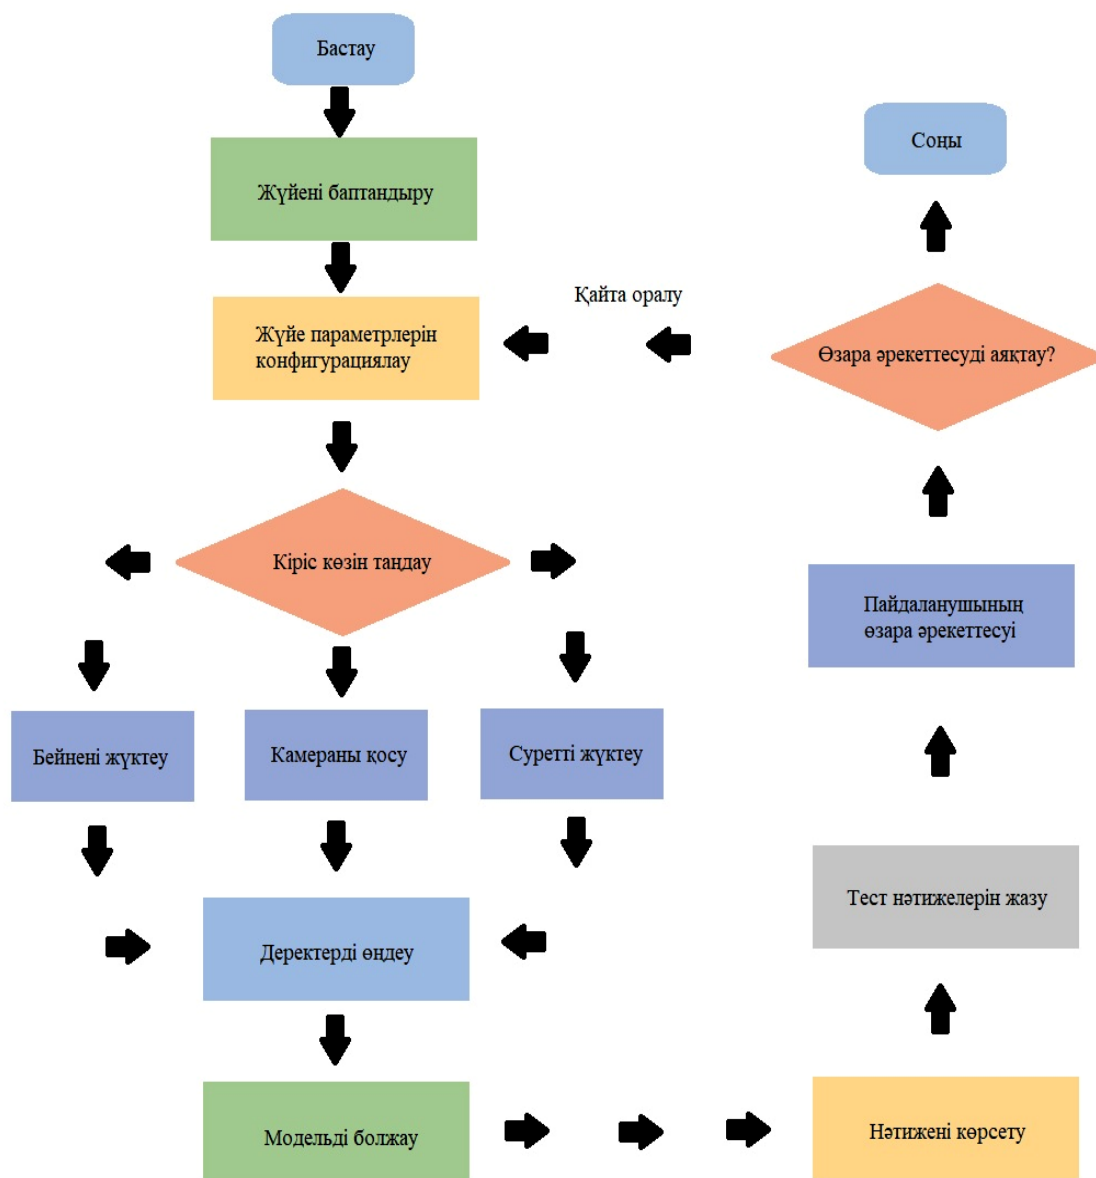 Бастау
Жүйені баптандыру
Жүйе параметрлерін
конфигурациялау
Кіріс көзін таңдау
Бейнені жүктеу
Камераны қосу
Суретті жүктеу
Деректерді өңдеу
Модельді болжау
Нәтижені көрсету
Тест нәтижелерін жазу
Пайдаланушының
өзара әрекеттесуі
Өзара әрекеттесуді аяқтау?
Қайта оралу
Соңы